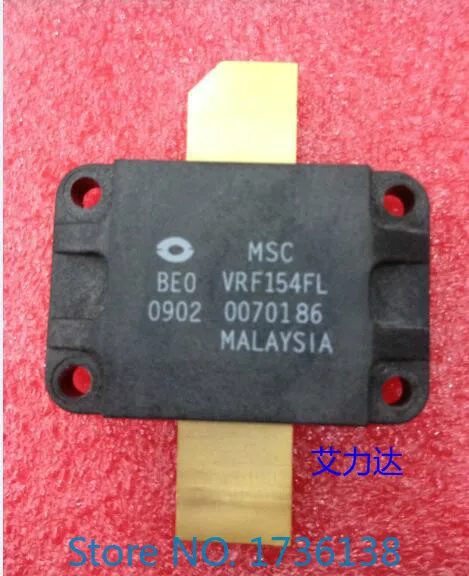 MSC
BEO VRF154FL
0902 0070186
MALAYSIA
艾力达
Store NO. 1736138